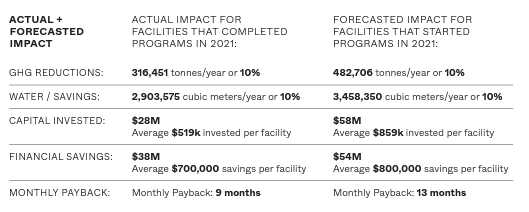 ACTUAL +
FORECASTED
IMPACT
ACTUAL IMPACT FOR
FACILITIES THAT COMPLETED
PROGRAMS IN 2021:
FORECASTED IMPACT FOR
FACILITIES THAT STARTED
PROGRAMS IN 2021:
GHG REDUCTIONS:
316,451 tonnes/year or 10%
482,706 tonnes/year or 10%
WATER / SAVINGS:
2,903,575 cubic meters/year or 10%
3,458,350 cubic meters/year or 10%
CAPITAL INVESTED:
$28M
Average $519k invested per facility
$58M
Average $859k invested per facility
FINANCIAL SAVINGS:
$38M
Average $700,000 savings per facility
$54M
Average $800,000 savings per facility
MONTHLY PAYBACK:
Monthly Payback: 9 months
Monthly Payback: 13 months